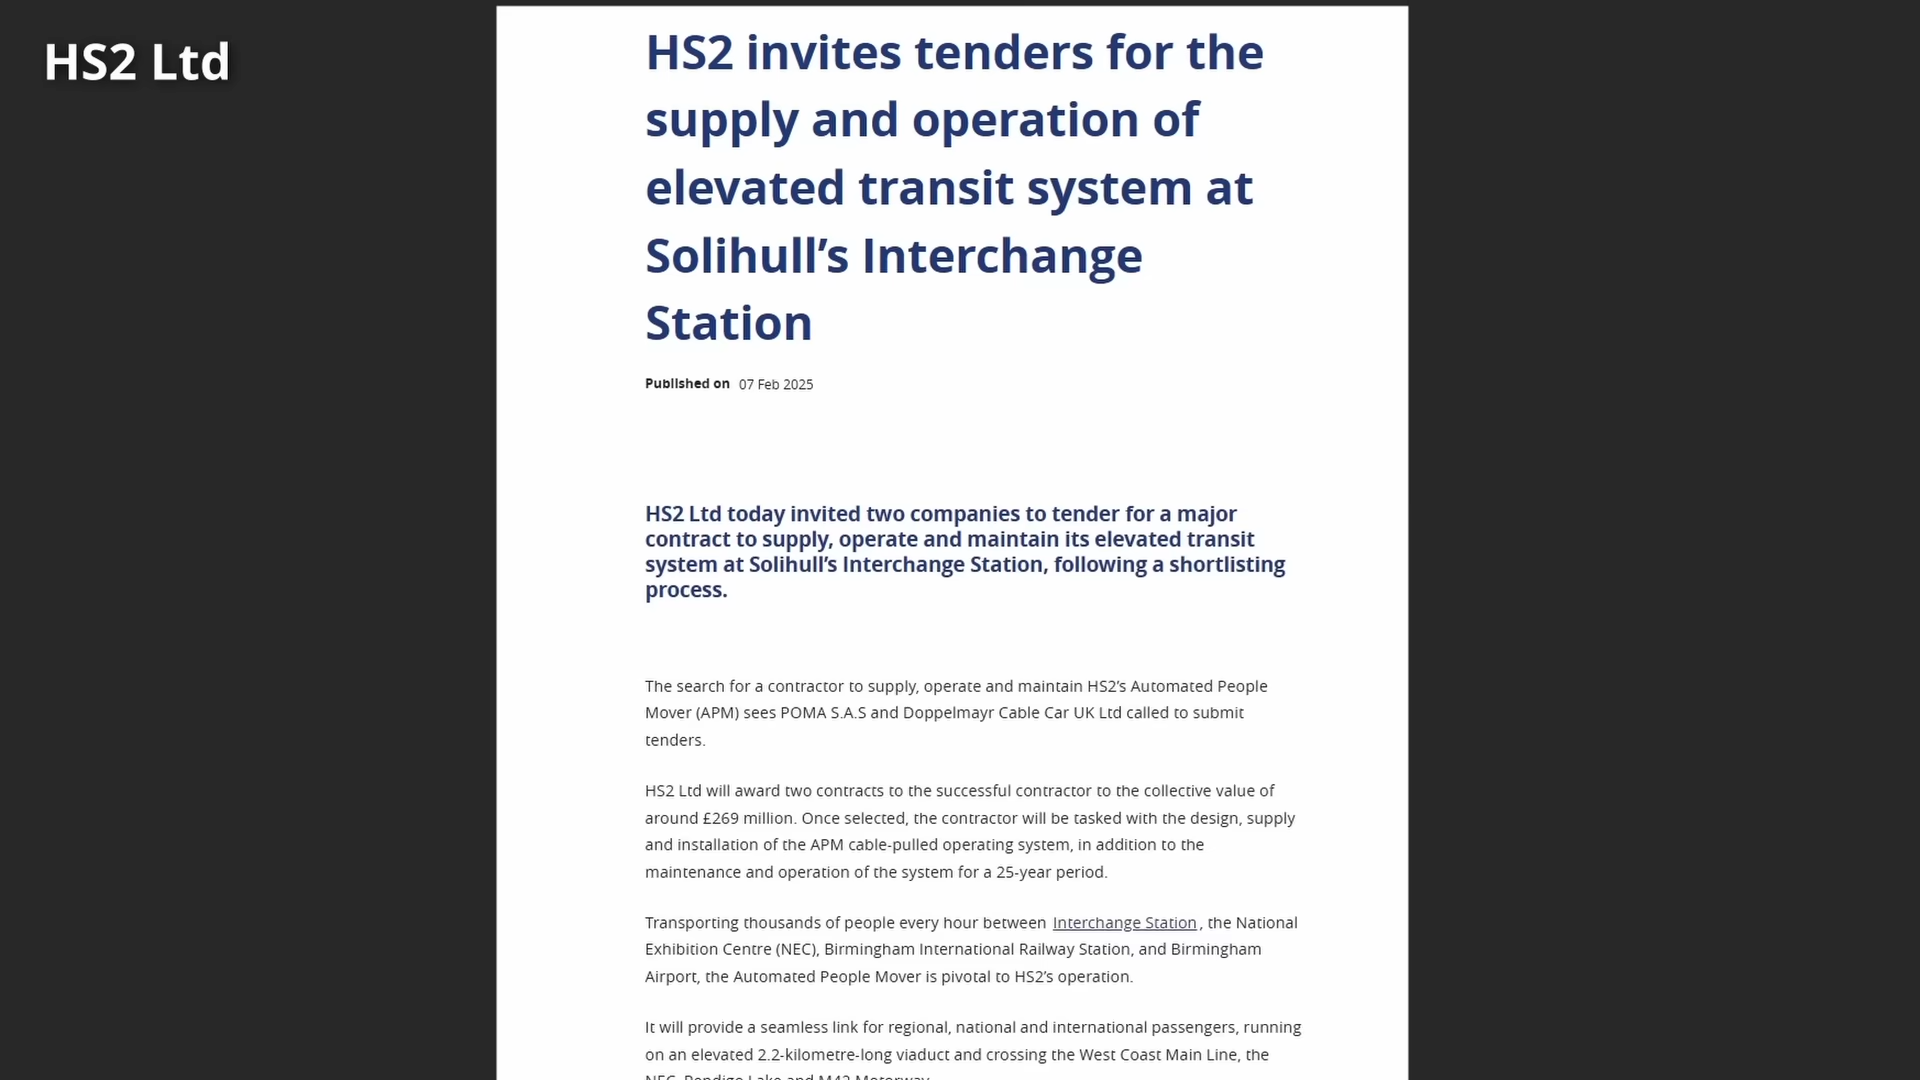 HS2 Ltd
HS2 invites tenders for the
supply and operation of
elevated transit system at
Solihull’s Interchange
Station
Published on 07 Feb 2025
HS2 Ltd today invited two companies to tender for a major
contract to supply, operate and maintain its elevated transit
system at Solihull’s Interchange Station, following a shortlisting
process.
The search for a contractor to supply, operate and maintain HS2’s Automated People
Mover (APM) sees POMA S.A.S and Doppelmayr Cable Car UK Ltd called to submit
tenders.
HS2 Ltd will award two contracts to the successful contractor to the collective value of
around £269 million. Once selected, the contractor will be tasked with the design, supply
and installation of the APM cable-pulled operating system, in addition to the
maintenance and operation of the system for a 25-year period.
Transporting thousands of people every hour between Interchange Station, the National
Exhibition Centre (NEC), Birmingham International Railway Station, and Birmingham
Airport, the Automated People Mover is pivotal to HS2’s operation.
It will provide a seamless link for regional, national and international passengers, running
on an elevated 2.2-kilometre-long viaduct and crossing the West Coast Main Line, the
NEC, Pendigo Lake and M42 Motorway.